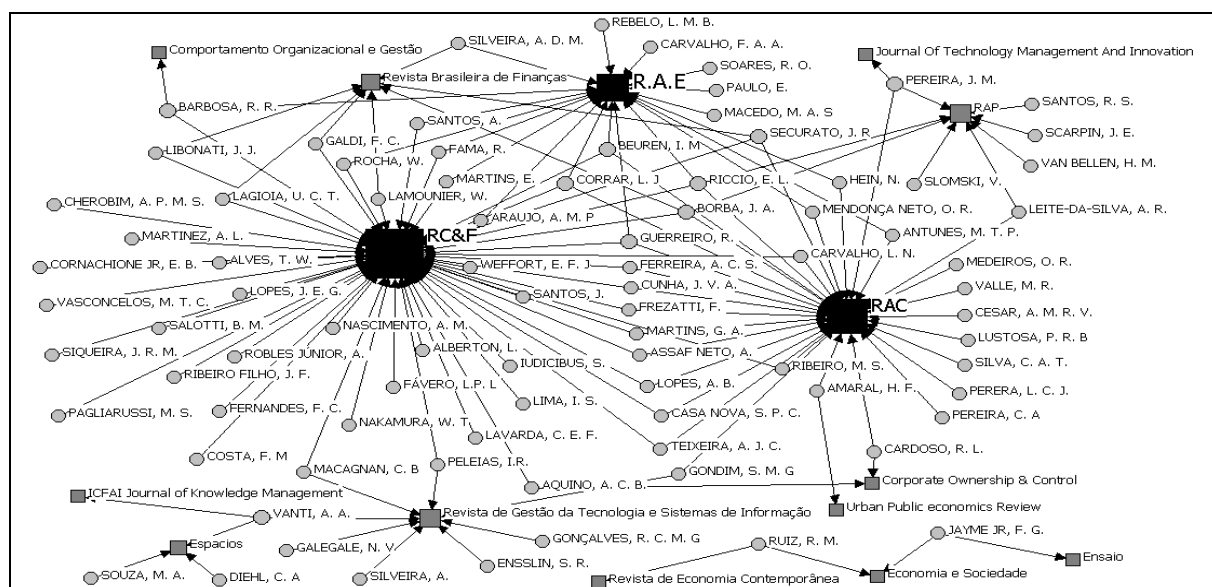 REBELO, L. M. B.
SILVEIRA, A. D. M.
CARVALHO, F. A. A.
Comportamento Organizacional e Gestão
Journal Of Technology Management And Innovation
SOARES, R. O.
Revista Brasileira de Finanças
R.A.E
PAULO, E.
PEREIRA, J. M.
BARBOSA, R. R.
MACEDO, M. A. S
RAP
SANTOS, R. S.
SANTOS, A.
SECURATO, J. R
SCARPIN, J. E.
GALDI, F. C.
FAMA, R.
BEUREN, I. M
LIBONATI, J. J.
ROCHA, W.
VAN BELLEN, H. M.
MARTINS, E.
CORRAR, L. J
RICCIO, E. L.
HEIN, N.
SLOMSKI, V.
LAGIOIA, U. C. T.
LAMOUNIER, W.
CHEROBIM, A. P. M. S.
ARAUJO, A. M. P
BORBA, J. A.
MENDONÇA NETO, O. R.
LEITE-DA-SILVA, A. R.
MARTINEZ, A. L.
RC&F
GUERREIRO, R.
ANTUNES, M. T. P.
CARVALHO, L. N.
CORNACHIONE JR, E. B.
ALVES, T. W.
WEFFORT, E. F. J
FERREIRA, A. C. S.
MEDEIROS, O. R.
CUNHA, J. V. A.
VALLE, M. R.
VASCONCELOS, M. T. C.
LOPES, J. E. G.
SANTOS, J.
FREZATTI, F.
RAC
CESAR, A. M. R. V.
SALOTTI, B. M.
NASCIMENTO, A. M.
MARTINS, G. A.
LUSTOSA, P. R. B
SIQUEIRA, J. R. M.
ROBLES JÚNIOR, A.
ALBERTON, L.
IUDICIBUS, S.
ASSAF NETO, A.
RIBEIRO, M. S.
SILVA, C. A. T.
RIBEIRO FILHO, J. F.
FÁVERO, L.P. L
LOPES, A. B.
AMARAL, H. F.
PERERA, L. C. J.
PAGLIARUSSI, M. S.
FERNANDES, F. C.
LIMA, I. S.
CASA NOVA, S. P. C.
PEREIRA, C. A
NAKAMURA, W. T
LAVARDA, C. E. F.
TEIXEIRA, A. J. C.
COSTA, F. M
CARDOSO, R. L.
MACAGNAN, C. B
PELEIAS, I.R.
GONDIM, S. M. G
AQUINO, A. C. B.
Corporate Ownership & Control
ICFAI Journal of Knowledge Management
VANTI, A. A.
Revista de Gestão da Tecnologia e Sistemas de Informação
Urban Public economics Review
Espacios
GALEGALE, N. V.
GONÇALVES, R. C. M. G
RUIZ, R. M.
JAYME JR, F. G.
ENSSLIN, S. R.
Ensaio
SOUZA, M. A.
DIEHL, C. A
SILVEIRA, A.
Revista de Economia Contemporânea
Economia e Sociedade